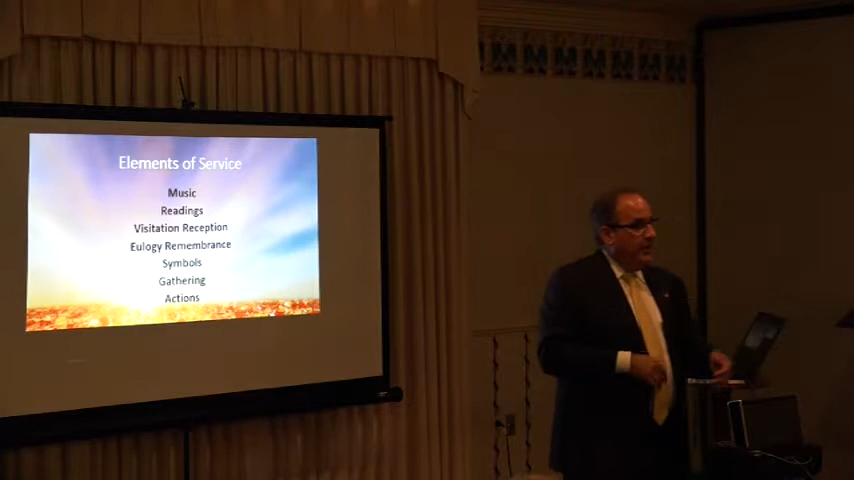 Elements of Service
Music
Readings
Visitation Reception
Eulogy Remembrance
Symbols
Gathering
Actions